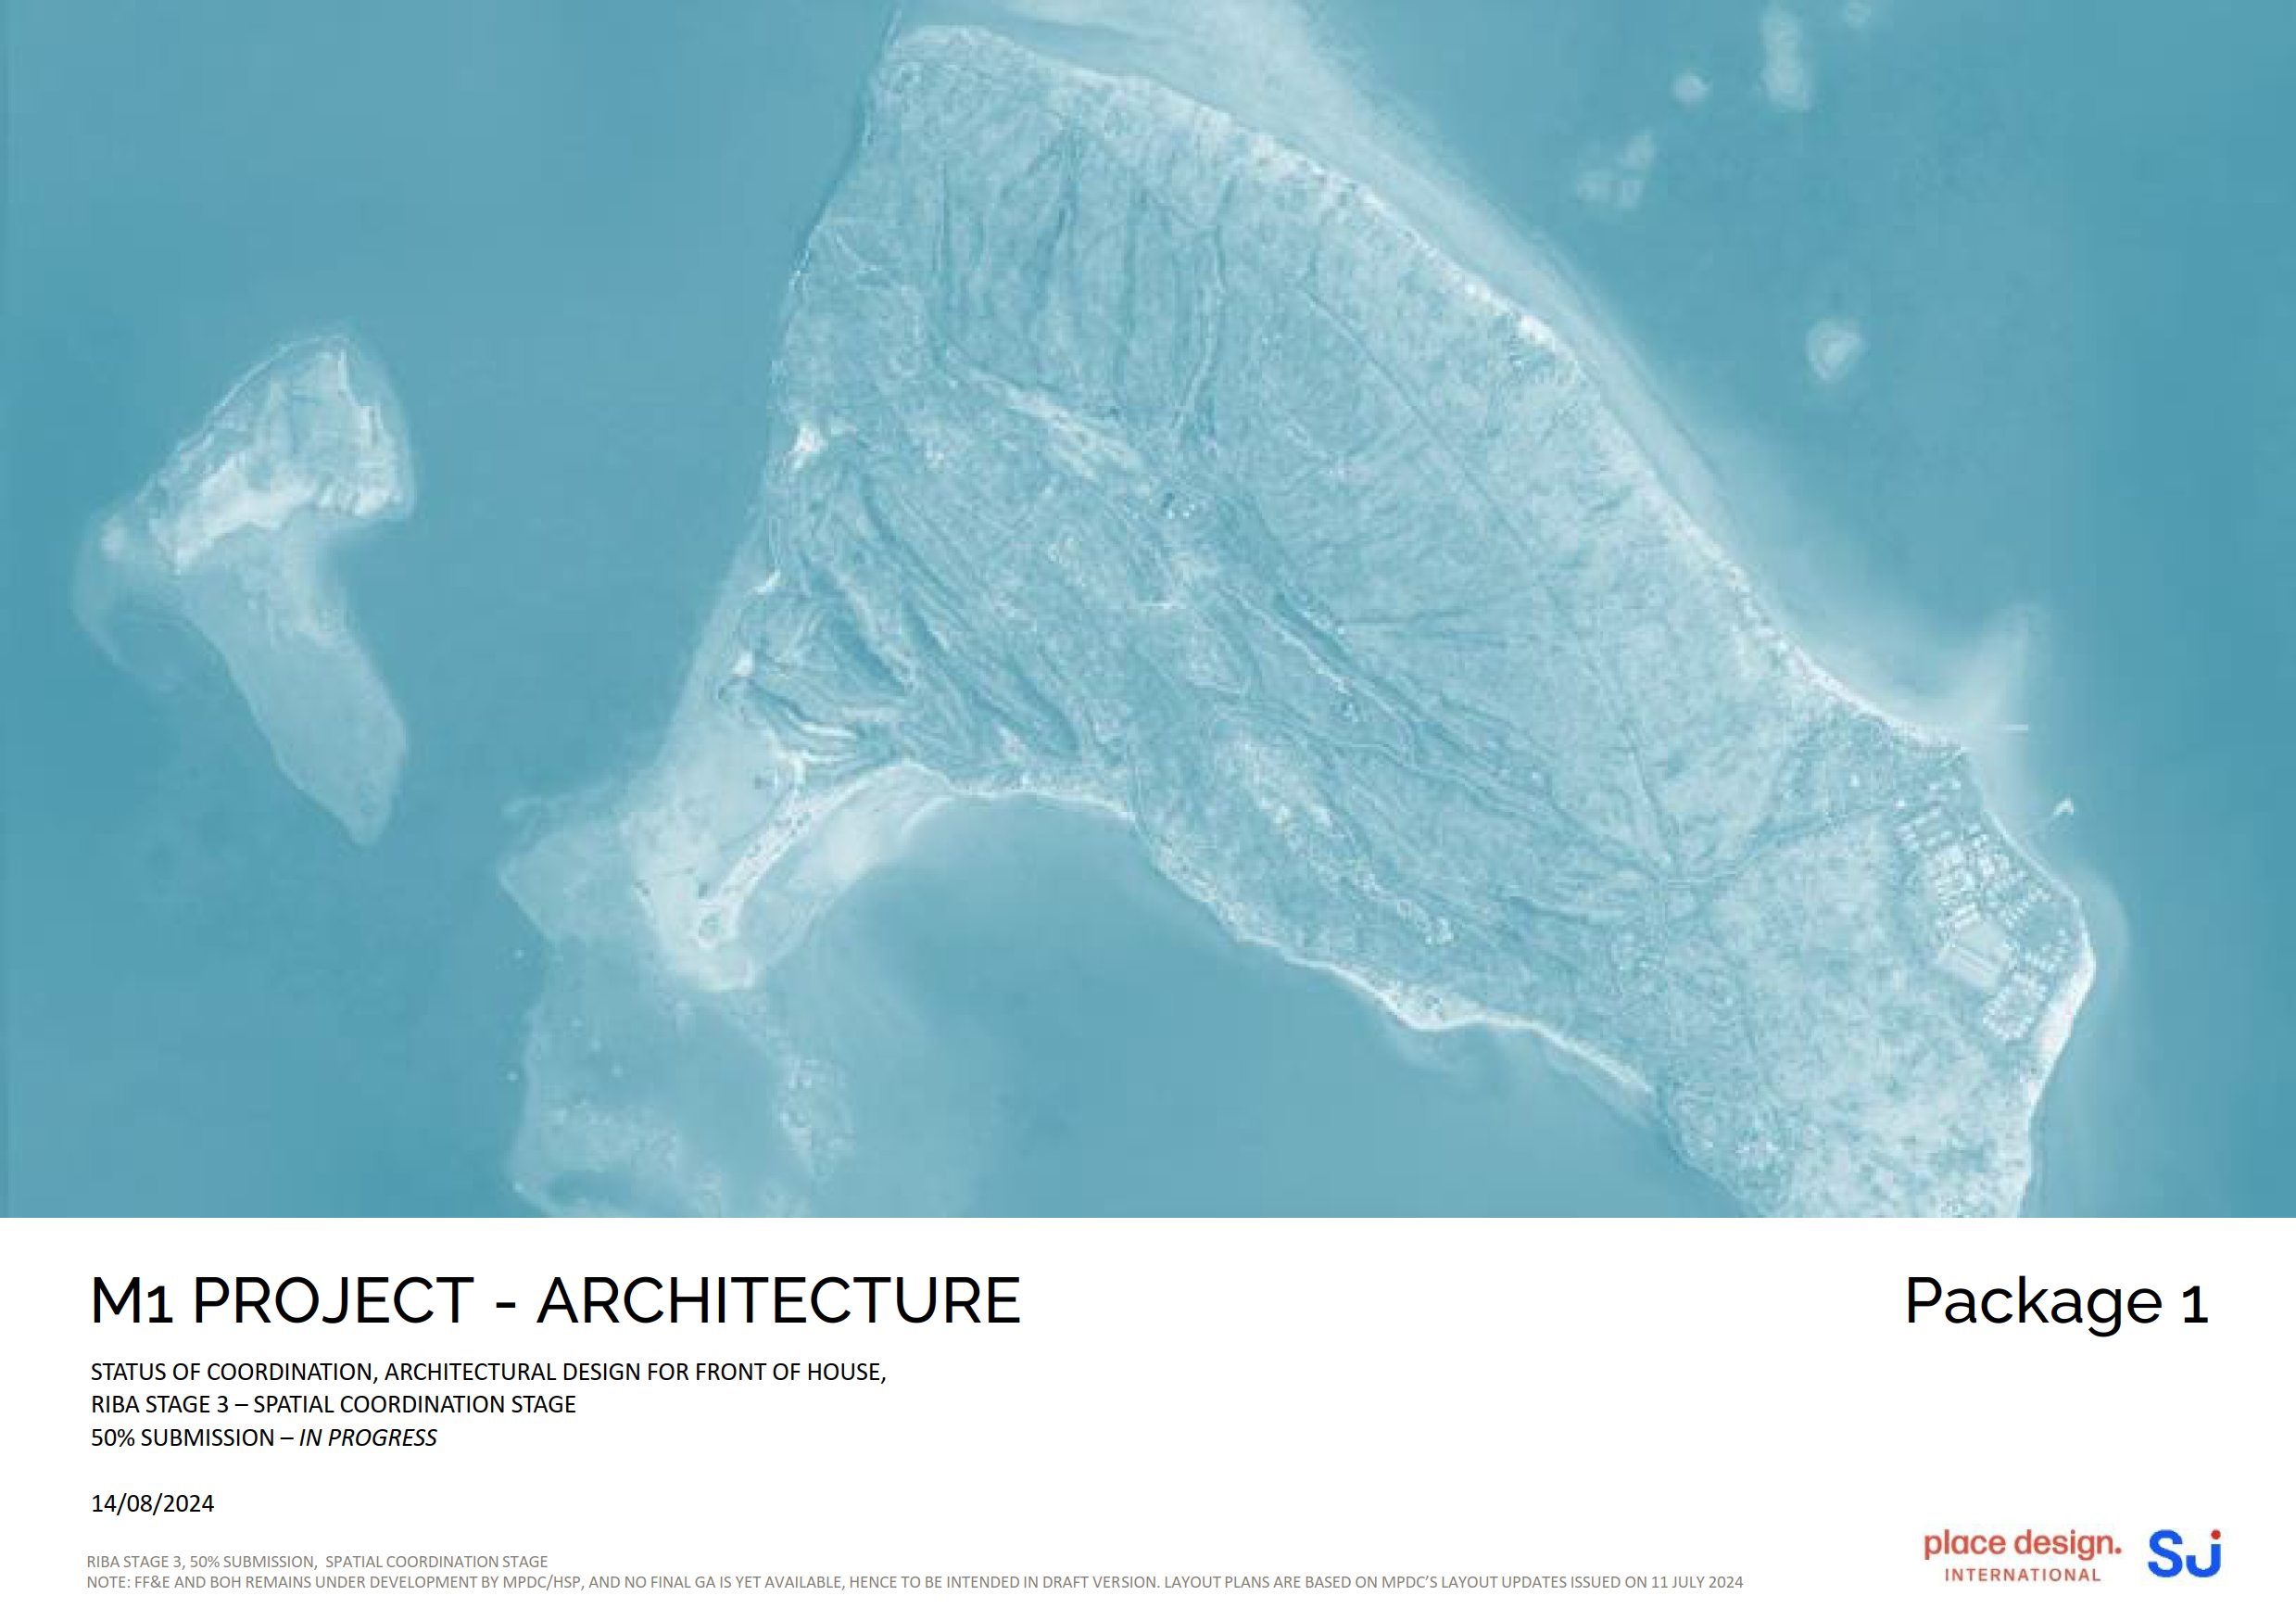 M1 PROJECT - ARCHITECTURE
Package 1
STATUS OF COORDINATION, ARCHITECTURAL DESIGN FOR FRONT OF HOUSE,
RIBA STAGE 3 – SPATIAL COORDINATION STAGE
50% SUBMISSION – IN PROGRESS
14/08/2024
RIBA STAGE 3, 50% SUBMISSION, SPATIAL COORDINATION STAGE
NOTE: FF&E AND BOH REMAINS UNDER DEVELOPMENT BY MPDC/HSP, AND NO FINAL GA IS YET AVAILABLE, HENCE TO BE INTENDED IN DRAFT VERSION. LAYOUT PLANS ARE BASED ON MPDC'S LAYOUT UPDATES ISSUED ON 11 JULY 2024
place design.
INTERNATIONAL
SJ